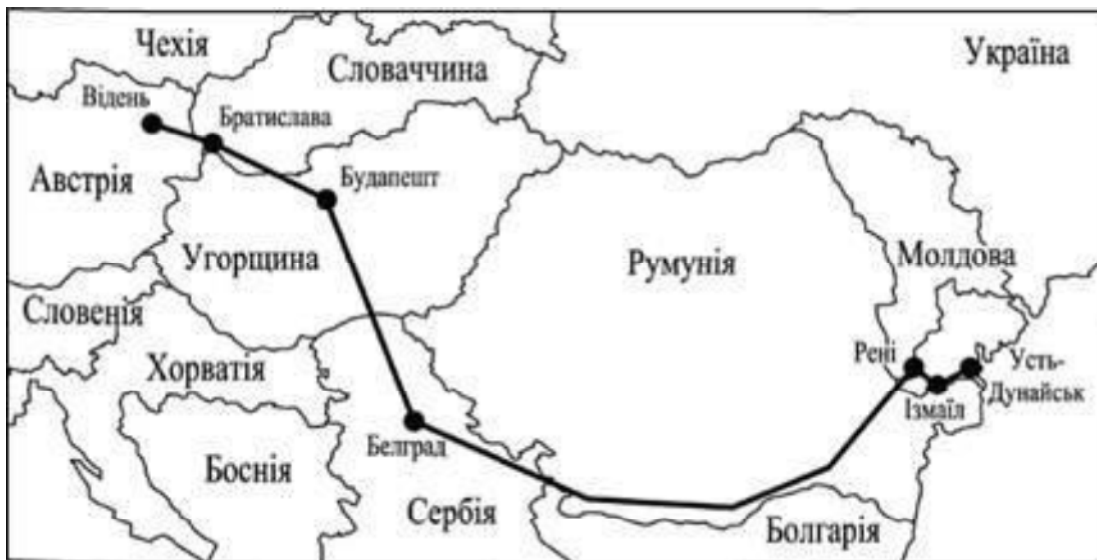 Чехія
Україна
Словаччина
Відень
Братислава
Австрія
Будапешт
Угорщина
Румунія
Молдова
Словенія
Хорватія
Рені
Усть-
Дунайськ
Ізмаїл
Белград
Боснія
Сербія
Болгарія